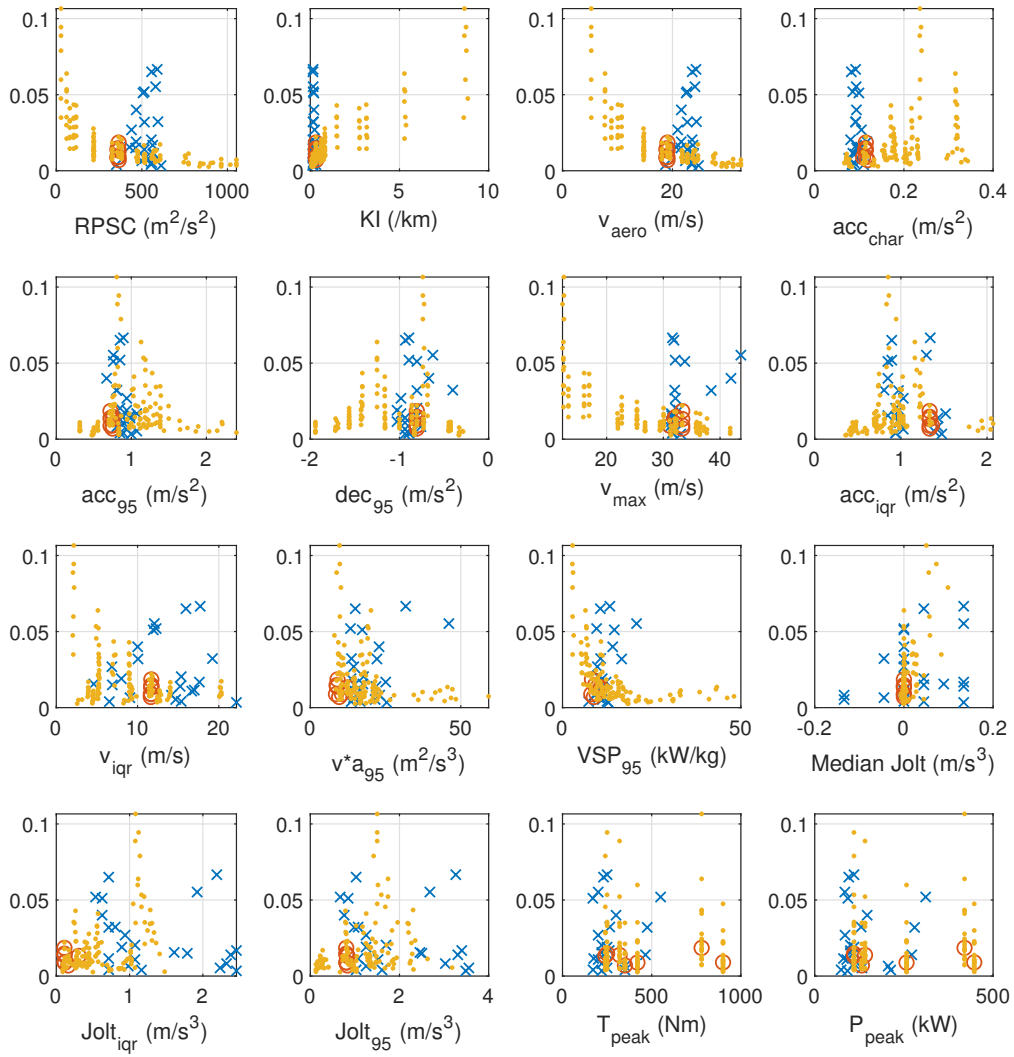 0.1 0.1 0.1 0.1
0.05 0.05 0.05 0.05
0 0 0 0
0 500 1000 0 5 10 0 20 0 0.2 0.4
RPSC (m²/s²) KI (/km) v_aero (m/s) acc_char (m/s²)
0.1 0.1 0.1 0.1
0.05 0.05 0.05 0.05
0 0 0 0
0 1 2 -2 -1 0 20 30 40 0 1 2
acc_95 (m/s²) dec_95 (m/s²) v_max (m/s) acc_iqr (m/s²)
0.1 0.1 0.1 0.1
0.05 0.05 0.05 0.05
0 0 0 0
0 10 20 0 50 0 50 -0.2 0 0.2
v_iqr (m/s) v*a_95 (m²/s³) VSP_95 (kW/kg) Median Jolt (m/s³)
0.1 0.1 0.1 0.1
0.05 0.05 0.05 0.05
0 0 0 0
0 1 2 0 2 4 0 500 1000 0 500
Jolt_iqr (m/s³) Jolt_95 (m/s³) T_peak (Nm) P_peak (kW)